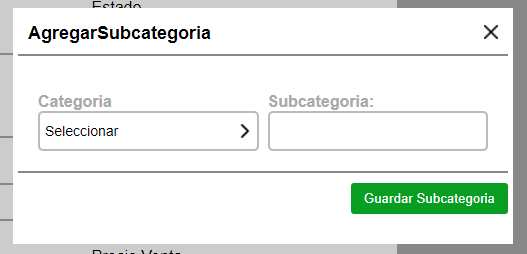 Estado
AgregarSubcategoria
Categoria
Subcategoria:
Seleccionar
Guardar Subcategoria
Precio Venta